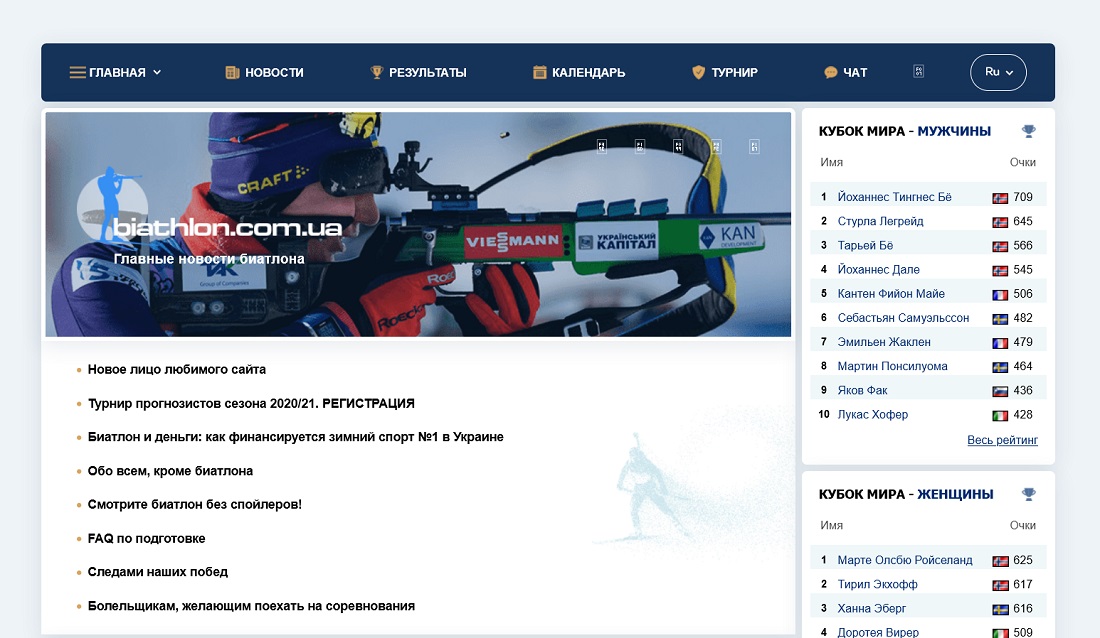 ГЛАВНАЯ НОВОСТИ РЕЗУЛЬТАТЫ КАЛЕНДАРЬ ТУРНИР ЧАТ Ru
CRAFT
biathlon.com.ua
Главные новости биатлона
VIESSMANN
УКРАЇНСЬКИЙ КАПІТАЛ
KAN
DEVELOPMENT
Group of Companies
Новое лицо любимого сайта
Турнир прогнозистов сезона 2020/21. РЕГИСТРАЦИЯ
Биатлон и деньги: как финансируется зимний спорт №1 в Украине
Обо всем, кроме биатлона
Смотрите биатлон без спойлеров!
FAQ по подготовке
Следами наших побед
Болельщикам, желающим поехать на соревнования
КУБОК МИРА - МУЖЧИНЫ
Имя Очки
1 Йоханнес Тингнес Бё 709
2 Стурла Легрейд 645
3 Тарьей Бё 566
4 Йоханнес Дале 545
5 Кантен Фийон Майе 506
6 Себастьян Самуэльссон 482
7 Эмильен Жаклен 479
8 Мартин Понсилуома 464
9 Яков Фак 436
10 Лукас Хофер 428
Весь рейтинг
КУБОК МИРА - ЖЕНЩИНЫ
Имя Очки
1 Марте Олсбю Ройселанд 625
2 Тирил Экхофф 617
3 Ханна Эберг 616
4 Доротея Вирер 509